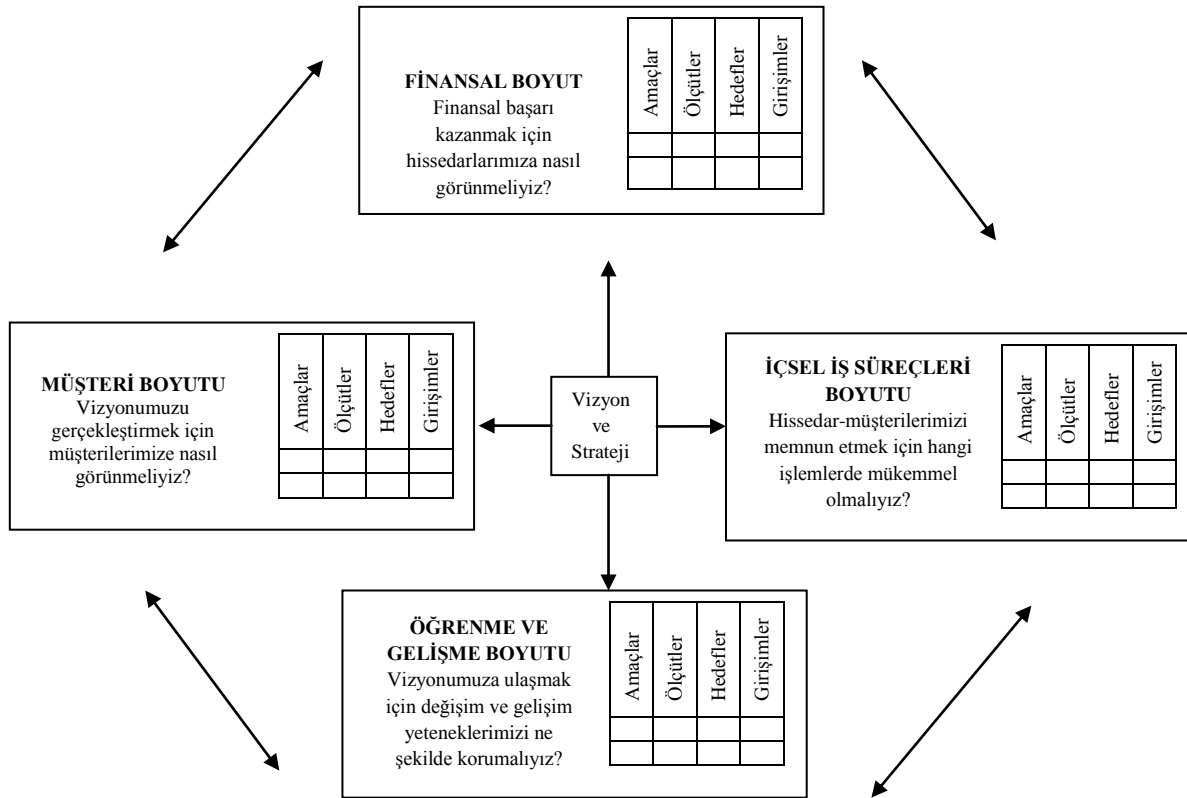 FİNANSAL BOYUT
Finansal başarı
kazanmak için
hissedarlarımıza nasıl
görünmeliyiz?
Amaçlar
Ölçütler
Hedefler
Girişimler
MÜŞTERİ BOYUTU
Vizyonumuzu
gerçekleştirmek için
müşterilerimize nasıl
görünmeliyiz?
Amaçlar
Ölçütler
Hedefler
Girişimler
Vizyon
ve
Strateji
İÇSEL İŞ SÜREÇLERİ
BOYUTU
Hissedar-müşterilerimizi
memnun etmek için hangi
işlemlerde mükemmel
olmalıyız?
Amaçlar
Ölçütler
Hedefler
Girişimler
ÖĞRENME VE
GELİŞME BOYUTU
Vizyonumuza ulaşmak
için değişim ve gelişim
yeteneklerimizi ne
şekilde korumalıyız?
Amaçlar
Ölçütler
Hedefler
Girişimler